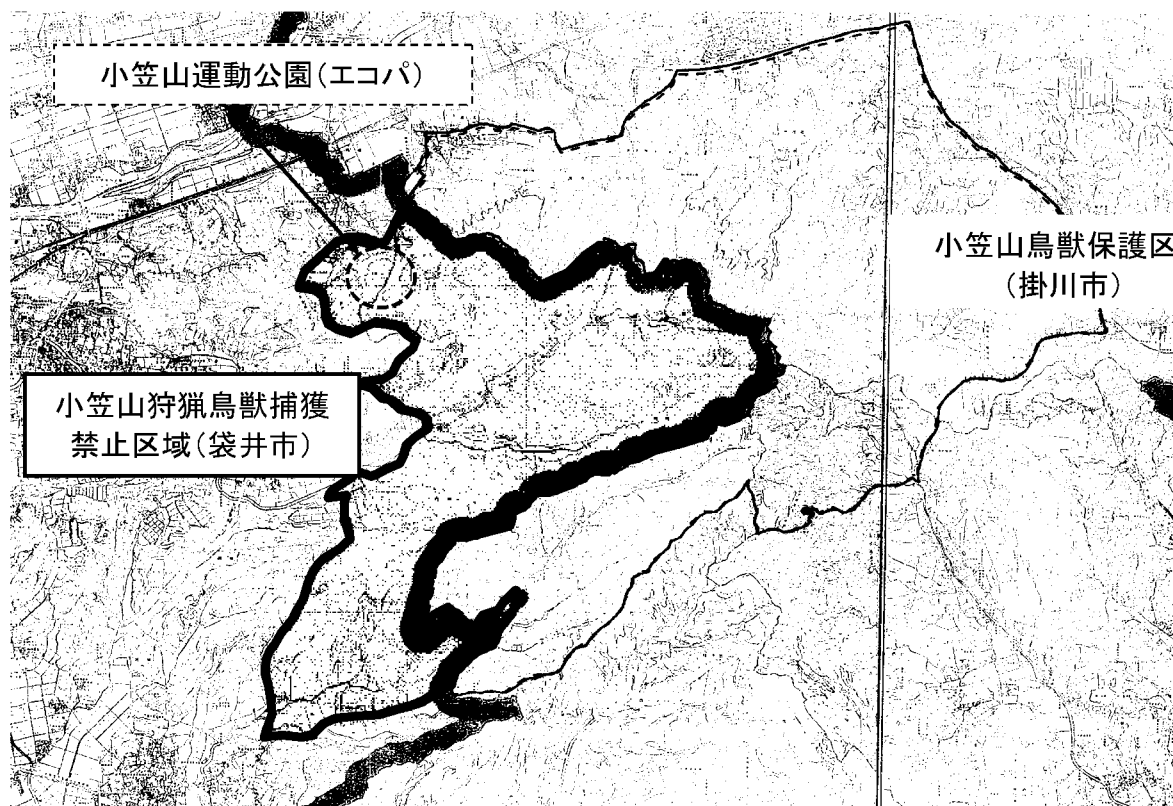 小笠山運動公園（エコパ）
小笠山鳥獣保護区
（掛川市）
小笠山狩猟鳥獣捕獲
禁止区域（袋井市）